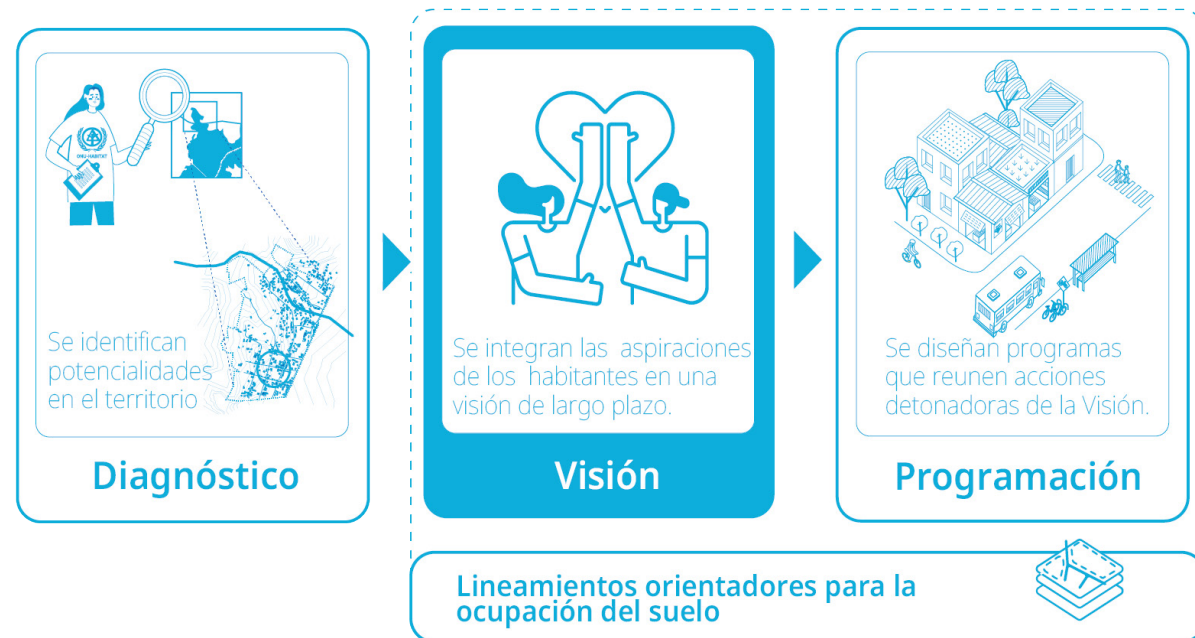 ONU-HABITAT
Se identifican
potencialidades
en el territorio
Diagnóstico
Se integran las aspiraciones
de los habitantes en una
visión de largo plazo.
Visión
Se diseñan programas
que reunen acciones
detonadoras de la Visión.
Programación
Lineamientos orientadores para la
ocupación del suelo